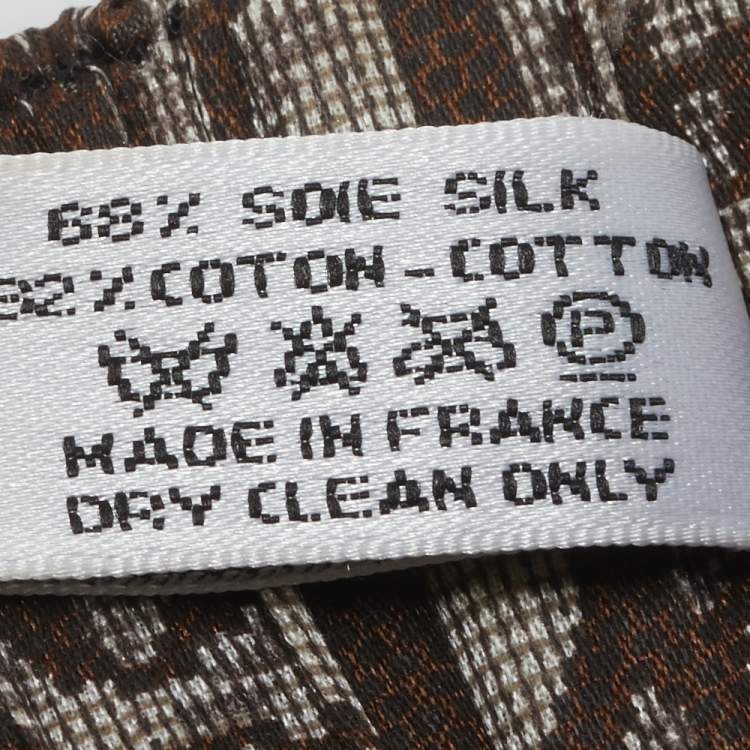 68% SOIE SILK
32% COTON - COTTON
P
MADE IN FRANCE
DRY CLEAN ONLY